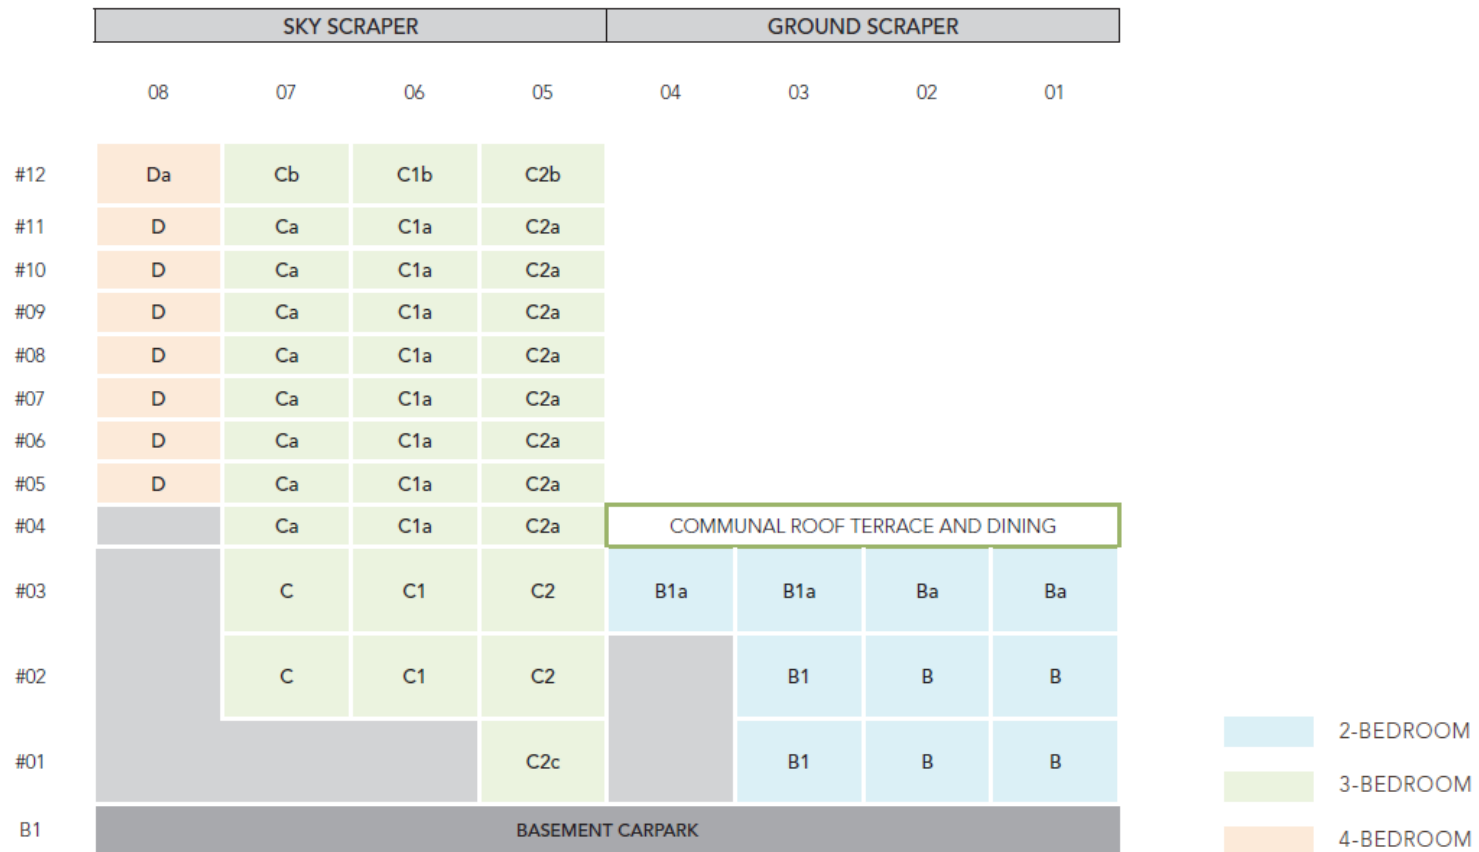 SKY SCRAPER GROUND SCRAPER
08 07 06 05 04 03 02 01
#12 Da Cb C1b C2b
#11 D Ca C1a C2a
#10 D Ca C1a C2a
#09 D Ca C1a C2a
#08 D Ca C1a C2a
#07 D Ca C1a C2a
#06 D Ca C1a C2a
#05 D Ca C1a C2a
#04 Ca C1a C2a COMMUNAL ROOF TERRACE AND DINING
#03 C C1 C2 B1a B1a Ba Ba
#02 C C1 C2 B1 B B
#01 C2c B1 B B
B1 BASEMENT CARPARK
2-BEDROOM
3-BEDROOM
4-BEDROOM